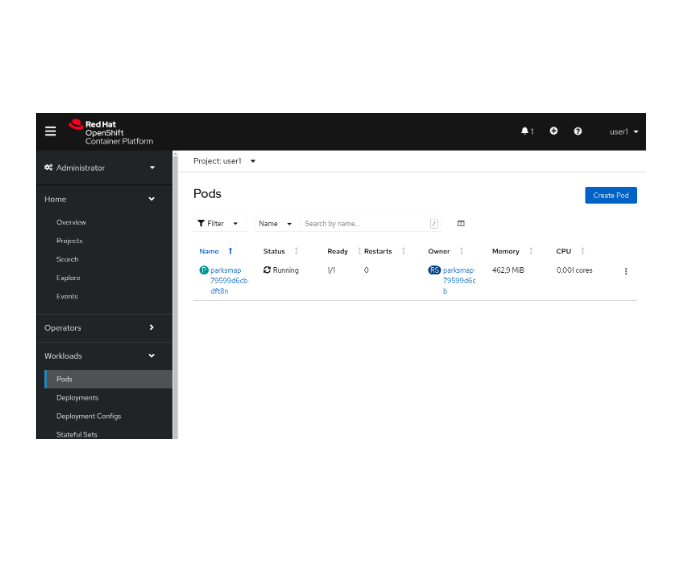 Red Hat
OpenShift
Container Platform
1
user1
Administrator
Project: user1
Home
Pods
Create Pod
Overview
Filter
Name
Search by name...
/
Projects
Name Status Ready Restarts Owner Memory CPU
Search
P parksmap-79599d6cb-dft8n
Running
1/1
0
RS parksmap
79599d6c
b
462,9 MiB
0,001 cores
Explore
Events
Operators
Workloads
Pods
Deployments
Deployment Configs
Stateful Sets